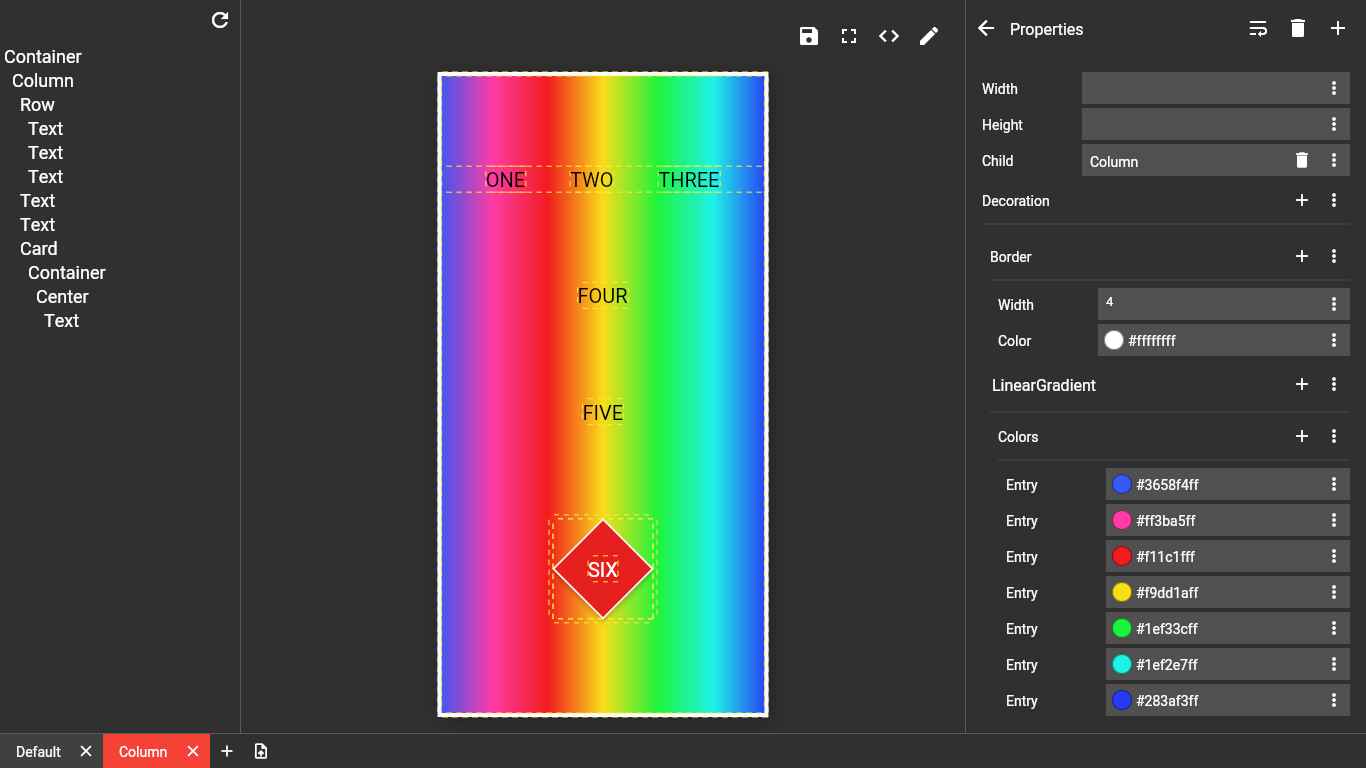 Container
Column
Row
Text
Text
Text
Text
Text
Card
Container
Center
Text
ONE TWO THREE
FOUR
FIVE
SIX
Properties
Width
Height
Child Column
Decoration
Border
Width 4
Color #ffffffff
LinearGradient
Colors
Entry #3658f4ff
Entry #ff3ba5ff
Entry #f11c1fff
Entry #f9dd1aff
Entry #1ef33cff
Entry #1ef2e7ff
Entry #283af3ff
Default Column